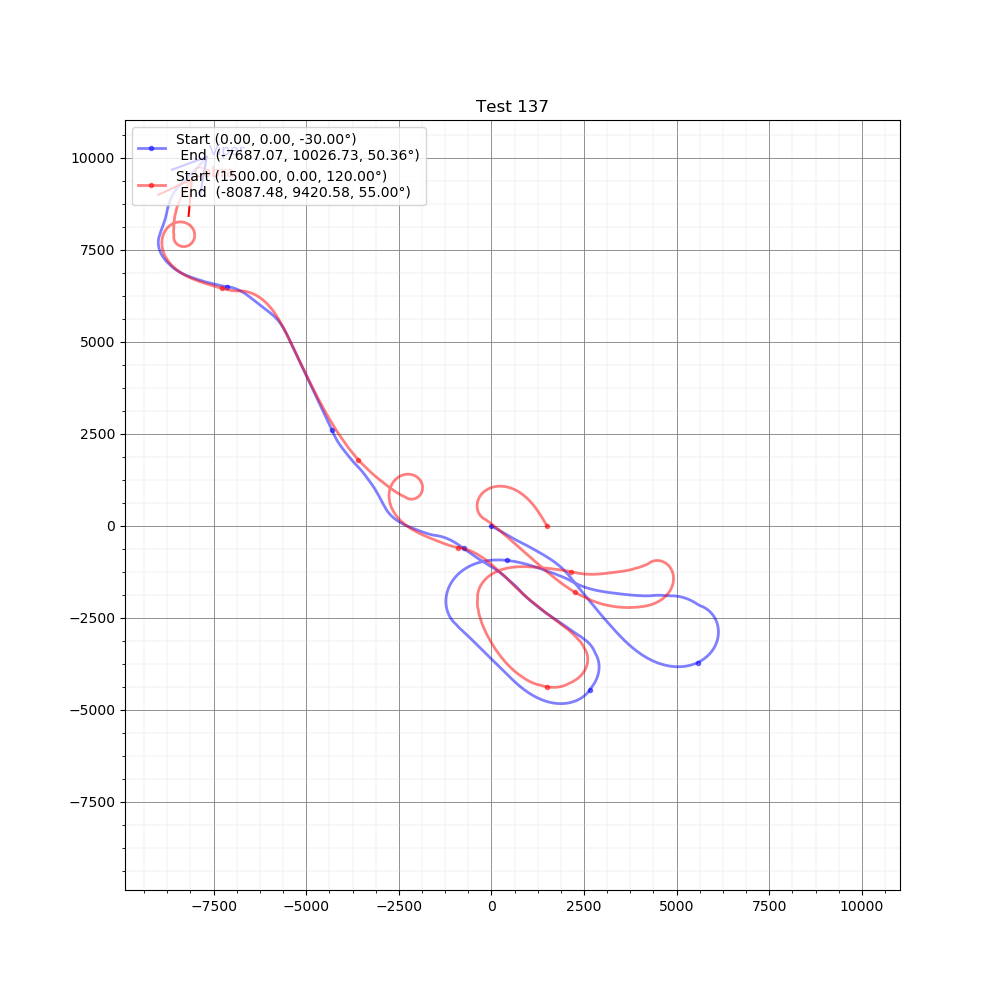 Test 137
Start (0.00, 0.00, -30.00°)
End (-7687.07, 10026.73, 50.36°)
Start (1500.00, 0.00, 120.00°)
End (-8087.48, 9420.58, 55.00°)
10000
7500
5000
2500
0
−2500
−5000
−7500
−7500 −5000 −2500 0 2500 5000 7500 10000